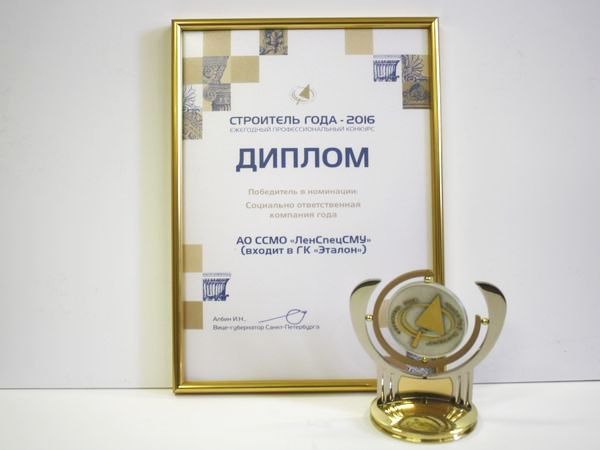 СТРОИТЕЛЬ ГОДА - 2016
ЕЖЕГОДНЫЙ ПРОФЕССИОНАЛЬНЫЙ КОНКУРС
ДИПЛОМ
Победитель в номинации:
Социально ответственная
компания года
АО ССМО «ЛенСпецСМУ»
(входит в ГК «Эталон»)
Албин И.Н.
Вице-губернатор Санкт-Петербурга